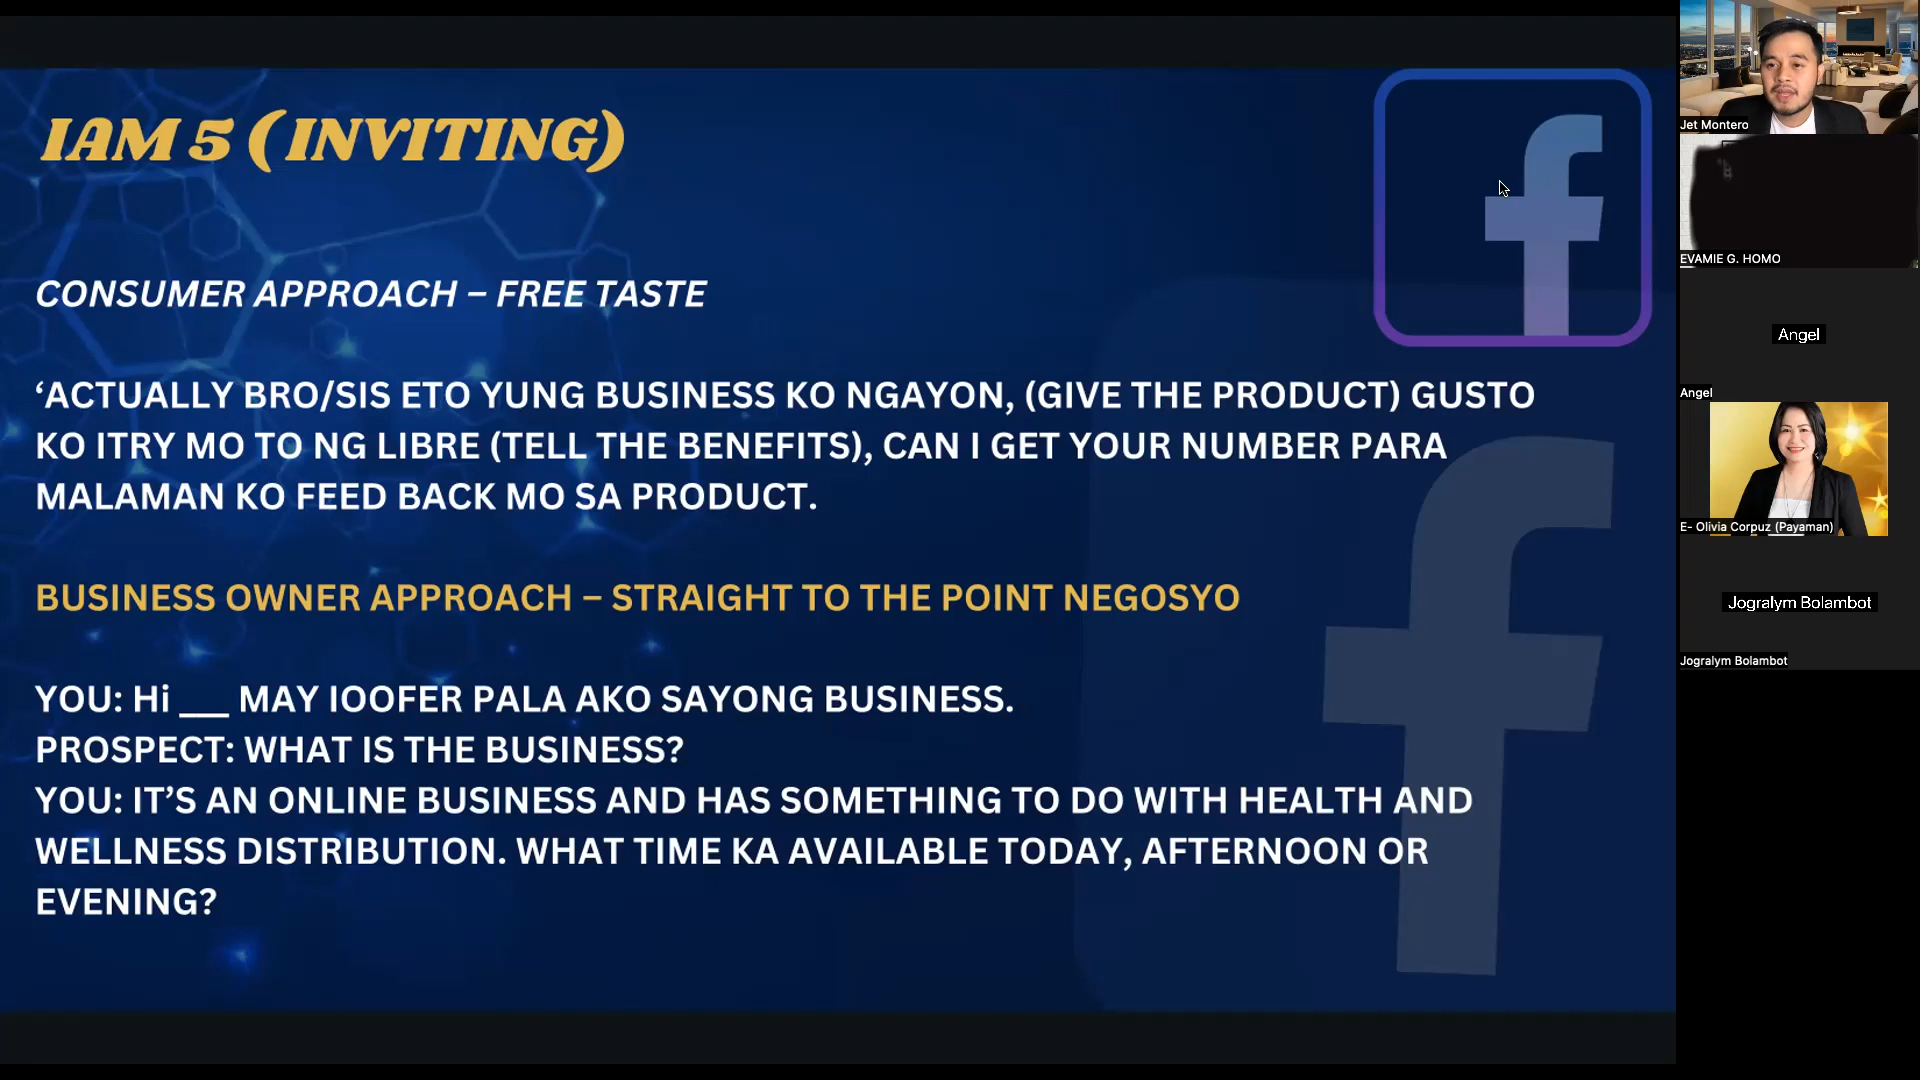 IAM 5 ( INVITING)
CONSUMER APPROACH – FREE TASTE
‘ACTUALLY BRO/SIS ETO YUNG BUSINESS KO NGAYON, (GIVE THE PRODUCT) GUSTO
KO ITRY MO TO NG LIBRE (TELL THE BENEFITS), CAN I GET YOUR NUMBER PARA
MALAMAN KO FEED BACK MO SA PRODUCT.
BUSINESS OWNER APPROACH – STRAIGHT TO THE POINT NEGOSYO
YOU: Hi ___ MAY IOOFER PALA AKO SAYONG BUSINESS.
PROSPECT: WHAT IS THE BUSINESS?
YOU: IT’S AN ONLINE BUSINESS AND HAS SOMETHING TO DO WITH HEALTH AND
WELLNESS DISTRIBUTION. WHAT TIME KA AVAILABLE TODAY, AFTERNOON OR
EVENING?
Jet Montero
EVAMIE G. HOMO
Angel
Angel
E- Olivia Corpuz (Payaman)
Jogralym Bolambot
Jogralym Bolambot